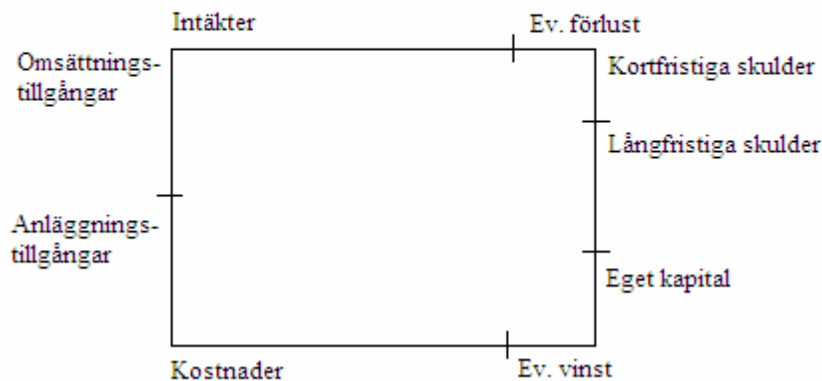 Intäkter
Ev. förlust
Omsättnings-
tillgångar
Kortfristiga skulder
Långfristiga skulder
Anläggnings-
tillgångar
Eget kapital
Kostnader
Ev. vinst